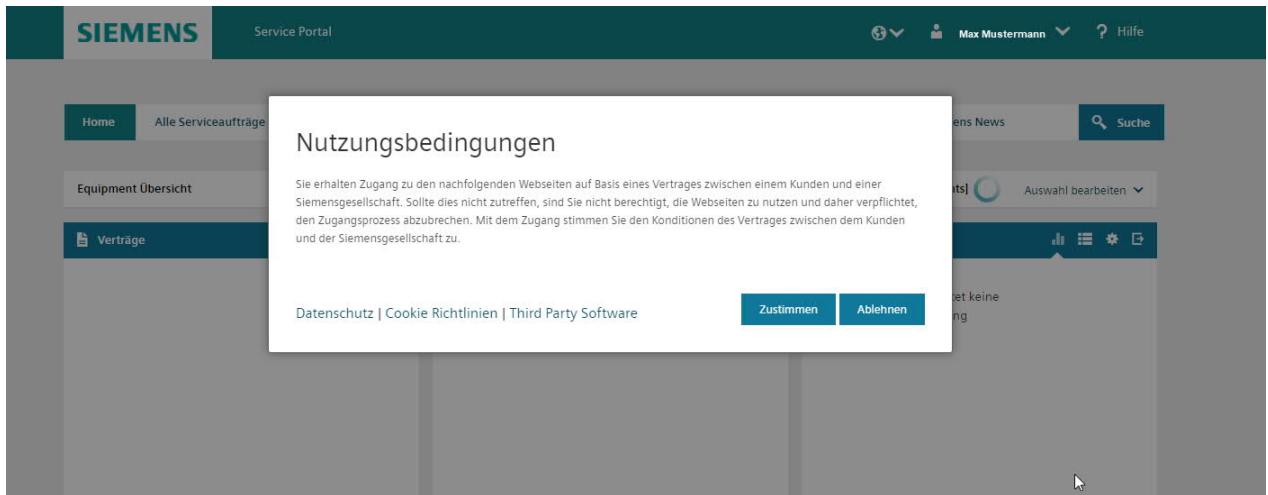 SIEMENS
Service Portal
Max Mustermann
? Hilfe
Home
Alle Serviceaufträge
News
Suche
Nutzungsbedingungen
Sie erhalten Zugang zu den nachfolgenden Webseiten auf Basis eines Vertrages zwischen einem Kunden und einer
Siemensgesellschaft. Sollte dies nicht zutreffen, sind Sie nicht berechtigt, die Webseiten zu nutzen und daher verpflichtet,
den Zugangsprozess abzubrechen. Mit dem Zugang stimmen Sie den Konditionen des Vertrages zwischen dem Kunden
und der Siemensgesellschaft zu.
Datenschutz | Cookie Richtlinien | Third Party Software
Zustimmen
Ablehnen
Equipment Übersicht
Auswahl bearbeiten
Verträge
keine